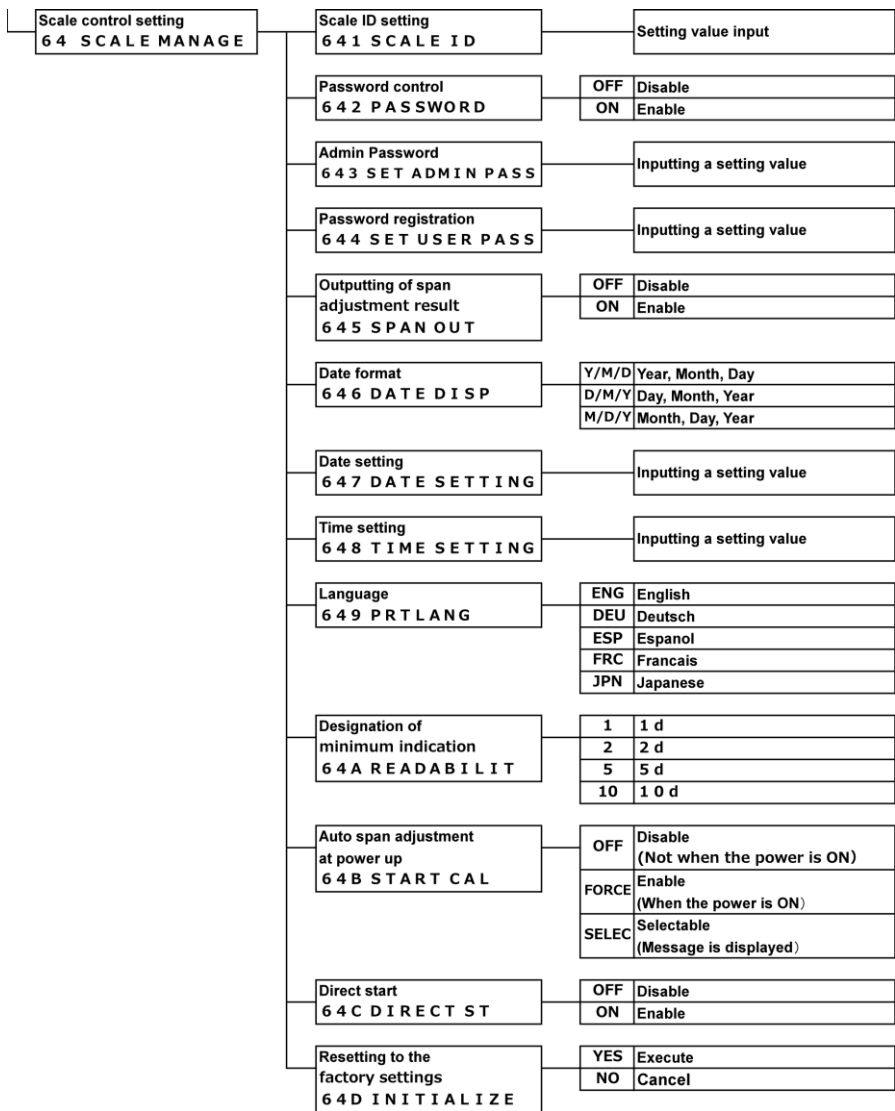 Scale control setting
64 SCALE MANAGE
Scale ID setting
641 SCALE ID
Setting value input
Password control
642 PASSWORD
OFF Disable
ON Enable
Admin Password
643 SET ADMIN PASS
Inputting a setting value
Password registration
644 SET USER PASS
Inputting a setting value
Outputting of span
adjustment result
645 SPAN OUT
OFF Disable
ON Enable
Date format
646 DATE DISP
Y/M/D Year, Month, Day
D/M/Y Day, Month, Year
M/D/Y Month, Day, Year
Date setting
647 DATE SETTING
Inputting a setting value
Time setting
648 TIME SETTING
Inputting a setting value
Language
649 PRTLANG
ENG English
DEU Deutsch
ESP Espanol
FRC Francais
JPN Japanese
Designation of
minimum indication
64A READABILIT
1 1 d
2 2 d
5 5 d
10 1 0 d
Auto span adjustment
at power up
64B START CAL
OFF Disable
(Not when the power is ON)
FORCE Enable
(When the power is ON)
SELEC Selectable
(Message is displayed)
Direct start
64C DIRECT ST
OFF Disable
ON Enable
Resetting to the
factory settings
64D INITIALIZE
YES Execute
NO Cancel